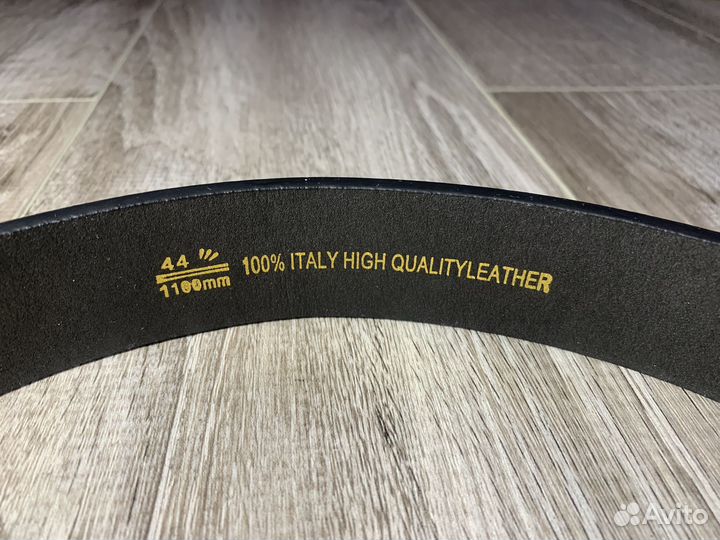 44 "'
1100mm
100% ITALY HIGH QUALITYLEATHER
Avito